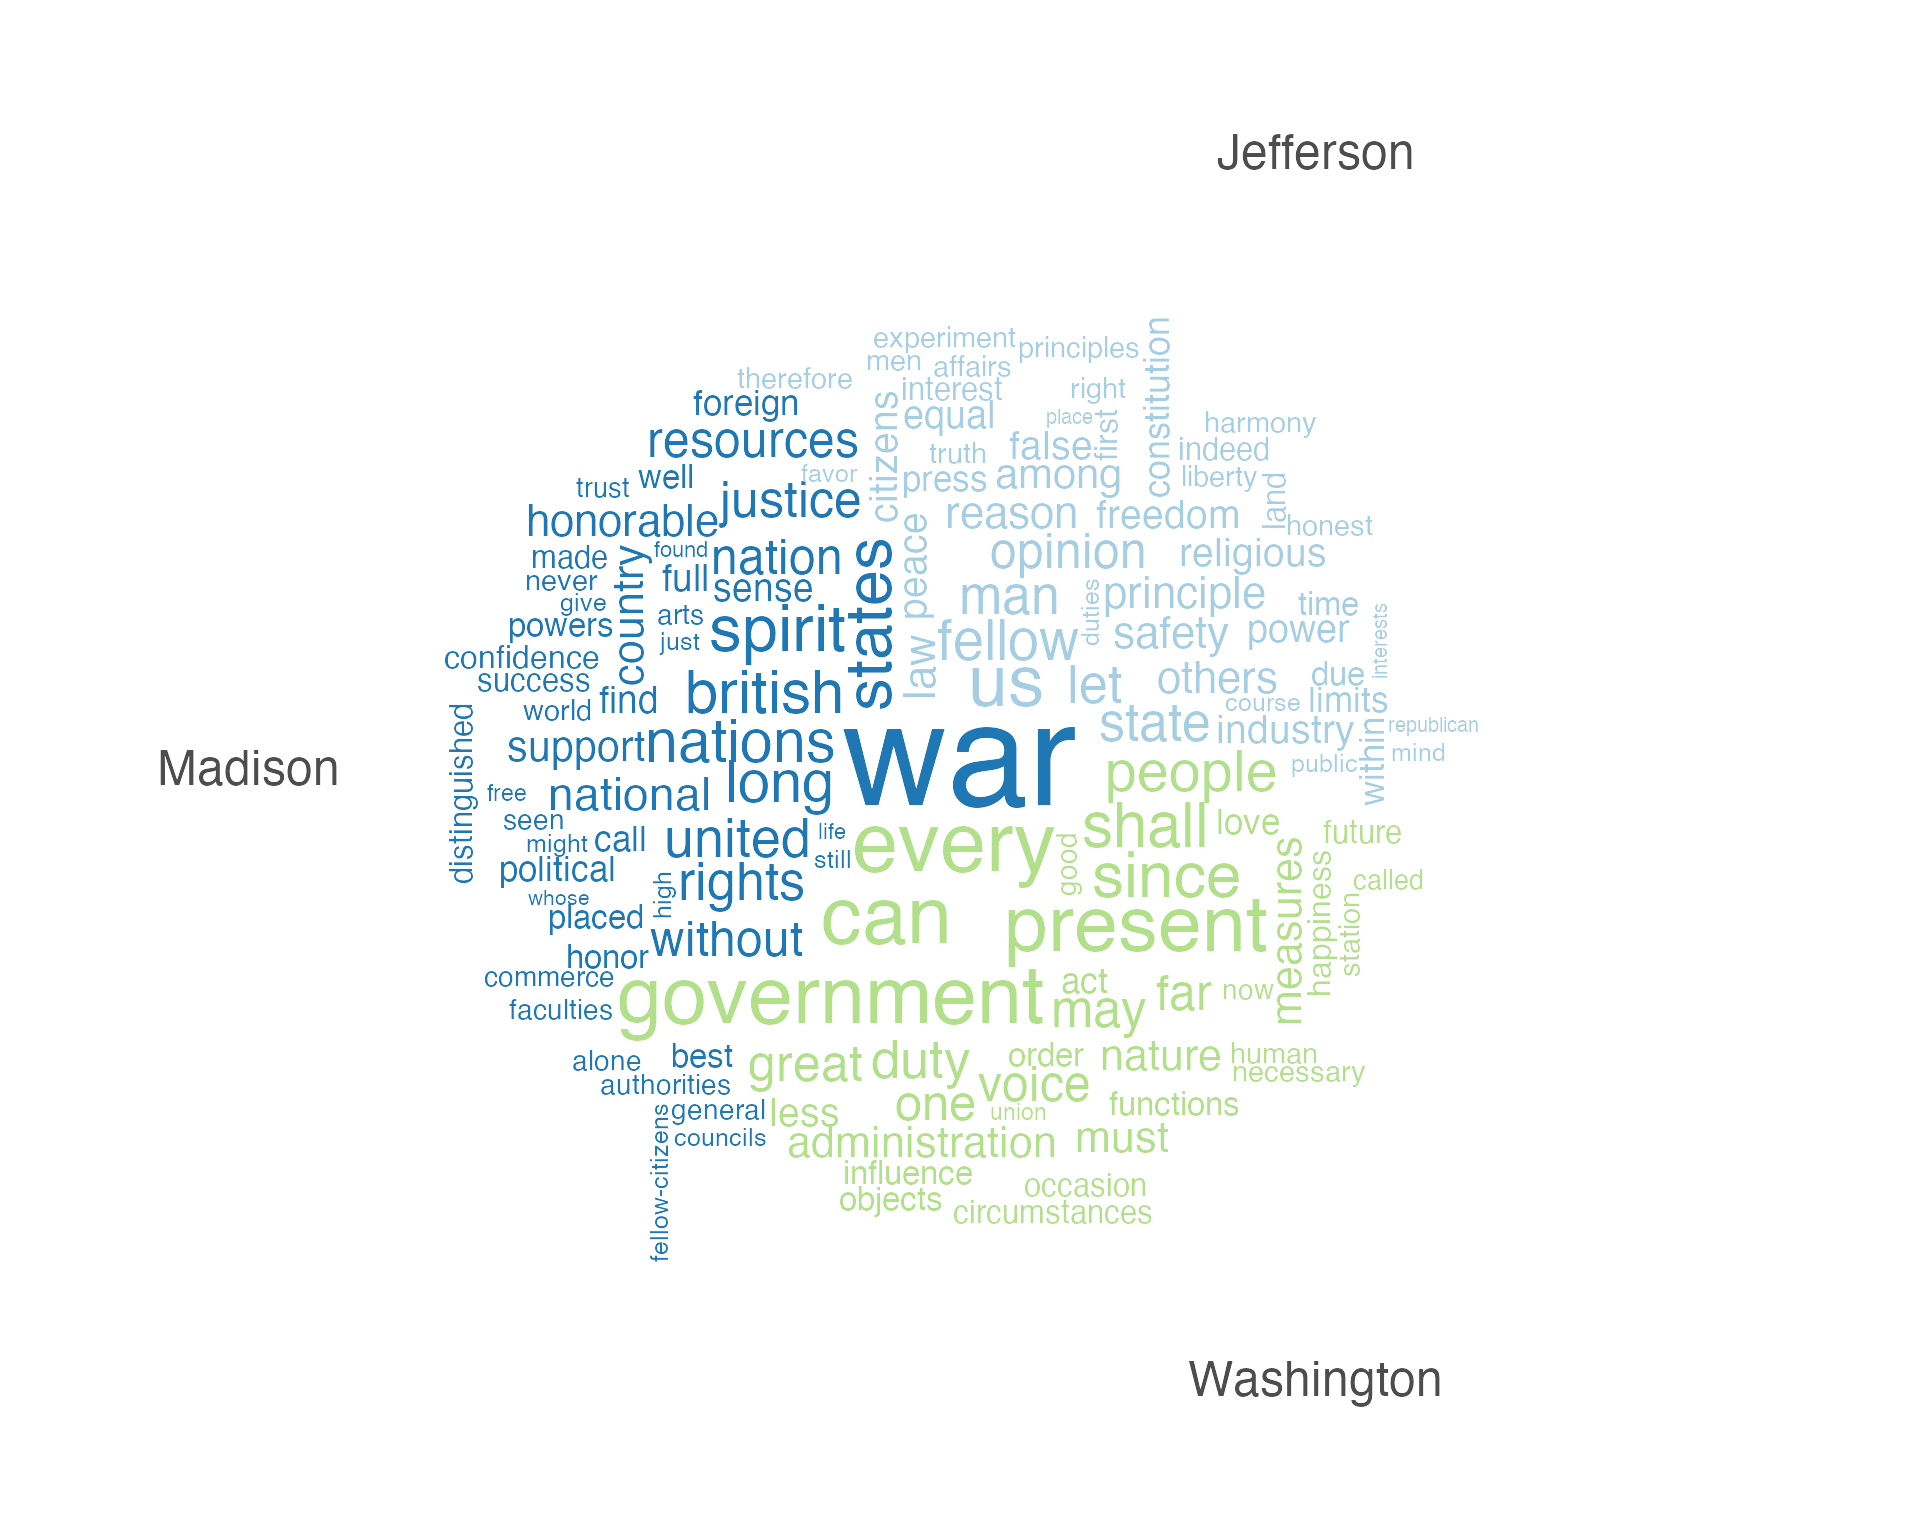 Jefferson
experiment
principles
men
affairs
therefore
interest
right
foreign
citizens
equal
place
first
constitution
harmony
resources
truth
false
indeed
trust
well
favor
press
among
liberty
land
justice
honorable
reason
freedom
honest
made
found
nation
states
peace
opinion
religious
never
country
full
sense
give
arts
man
duties
principle
time
interests
powers
just
spirit
law
fellow
safety
power
confidence
success
find
british
us
let
others
due
world
course
limits
distinguished
support
nations
war
state
industry
within
republican
Madison
long
people
public
mind
free
national
seen
might
call
united
life
still
every
good
shall
love
measures
future
political
whose
high
rights
since
happiness
station
called
placed
without
can
present
honor
commerce
government
act
may
far
now
faculties
alone
best
great
duty
order
nature
human
necessary
authorities
voice
fellow-citizens
general
less
one
union
functions
councils
administration
must
influence
occasion
objects
circumstances
Washington